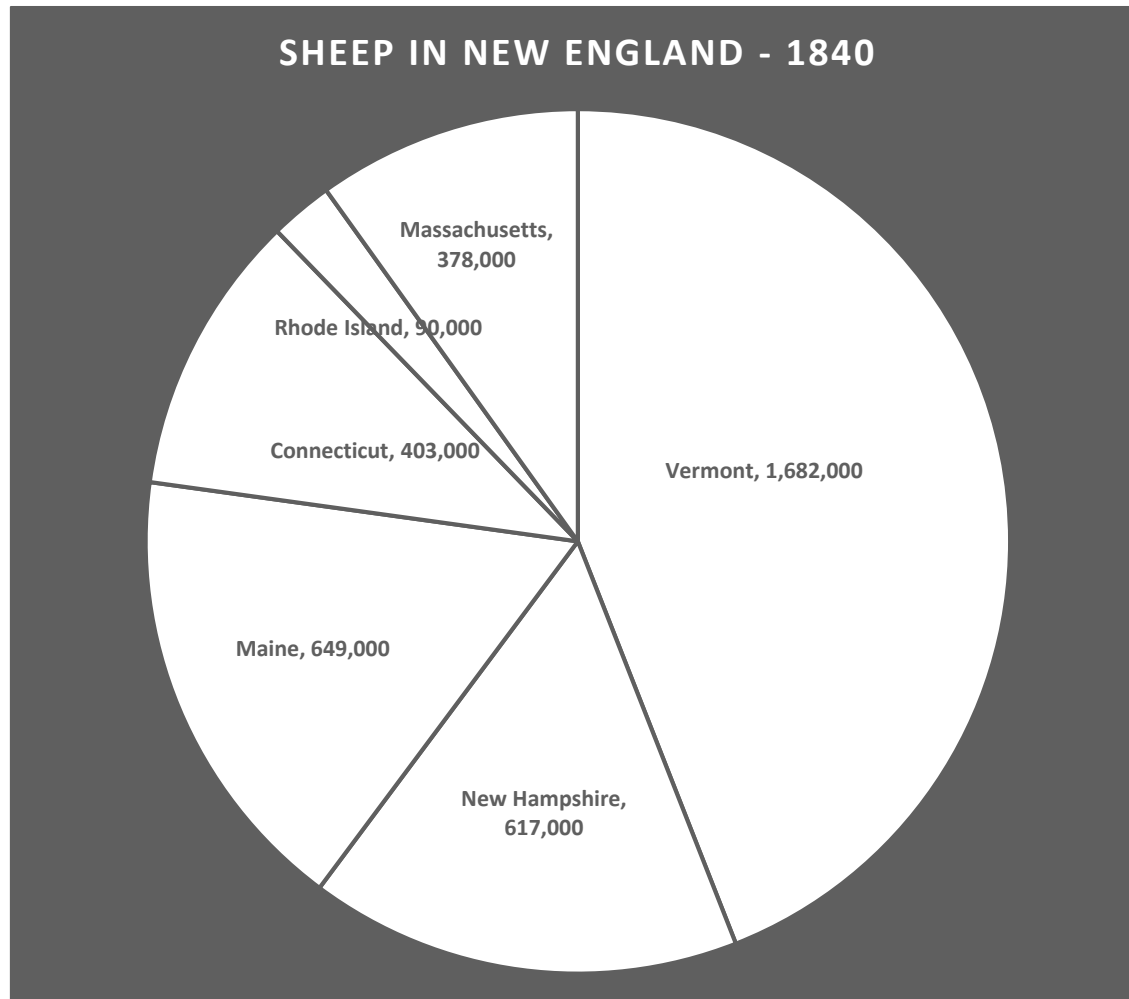 SHEEP IN NEW ENGLAND - 1840
Massachusetts,
378,000
Rhode Island, 90,000
Connecticut, 403,000
Vermont, 1,682,000
Maine, 649,000
New Hampshire,
617,000